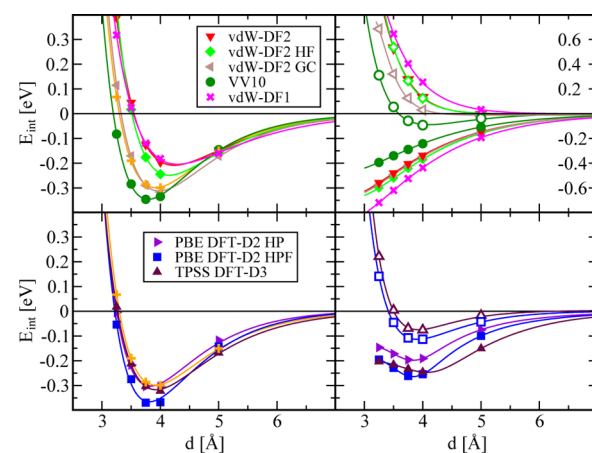 0.3
0.2
0.1
0
-0.1
-0.2
-0.3
E_int [eV]
vdW-DF2
vdW-DF2 HF
vdW-DF2 GC
VV10
vdW-DF1
0.6
0.4
0.2
0
-0.2
-0.4
-0.6
0.3
0.2
0.1
0
-0.1
-0.2
-0.3
-0.4
E_int [eV]
PBE DFT-D2 HP
PBE DFT-D2 HPF
TPSS DFT-D3
2 3 4 5 6
d [Å]
3 4 5 6
d [Å]